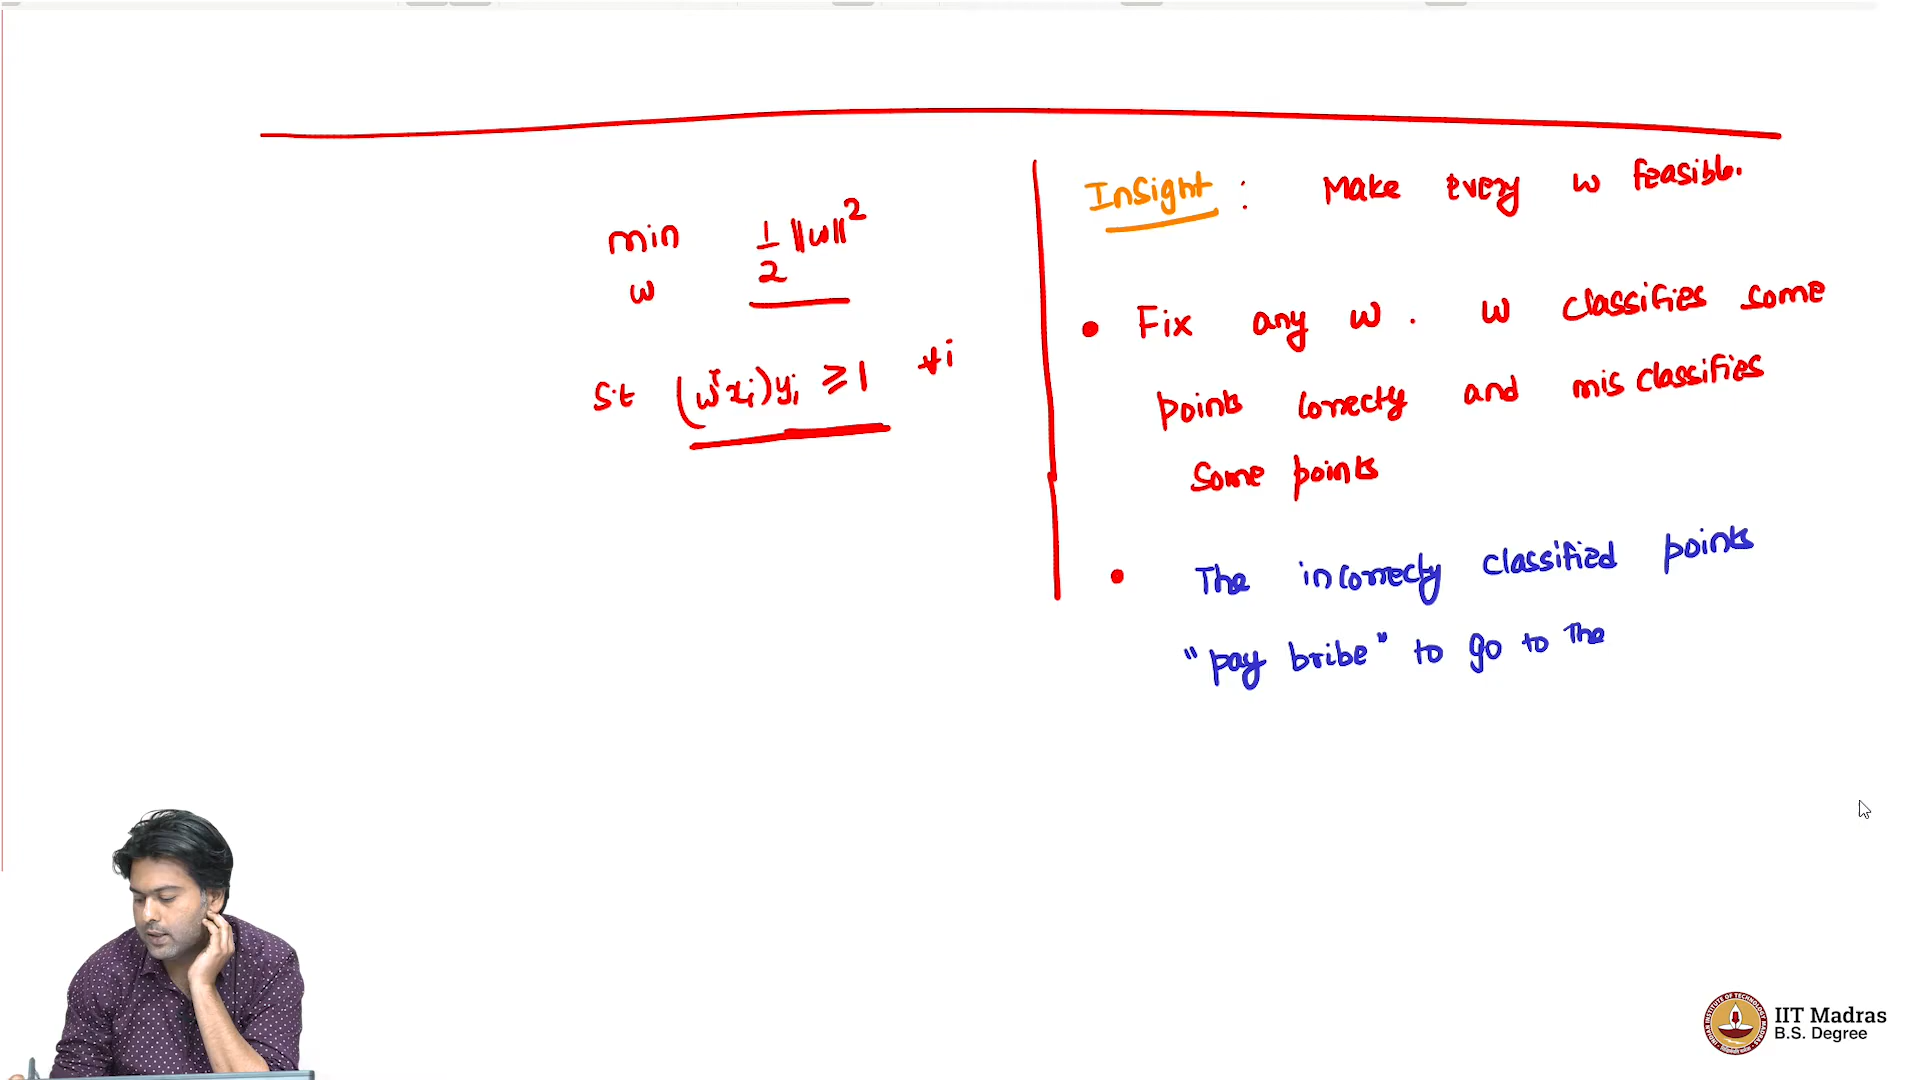 min 1/2 ||w||²
w
s.t (wᵀxᵢ)yᵢ ≥ 1 ∀i
Insight : Make every w feasible.
• Fix any w. w classifies some
points correctly and misclassifies
some points
• The incorrectly classified points
"pay bribe" to go to the
IIT Madras
B.S. Degree